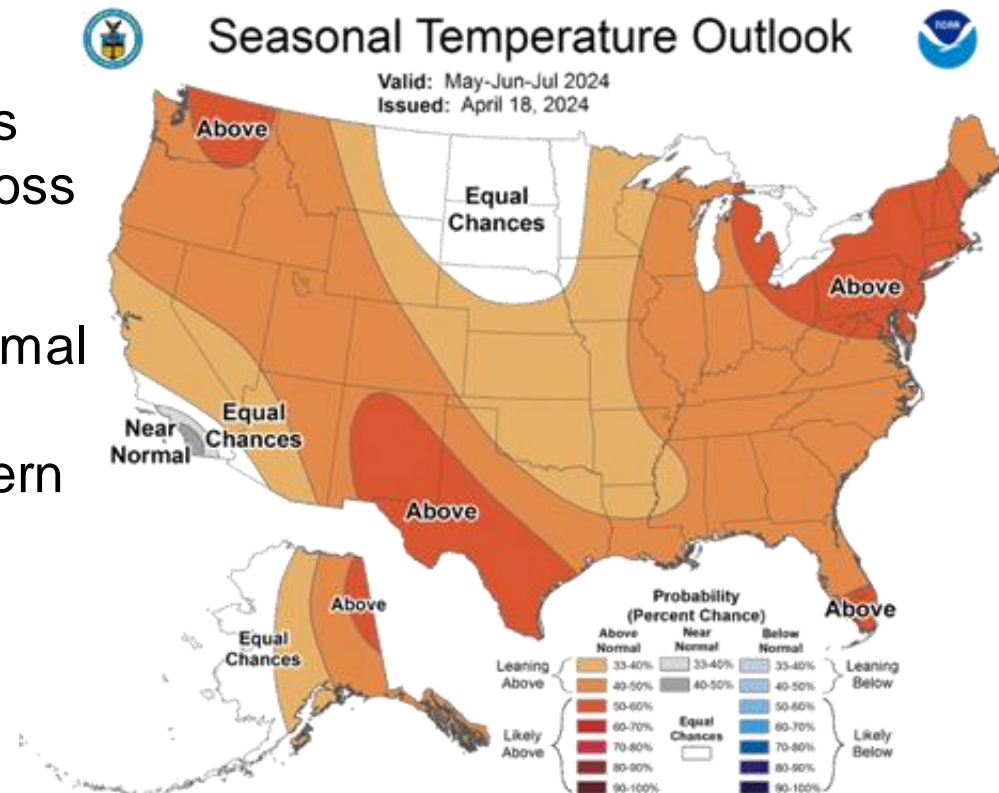 Seasonal Temperature Outlook
Valid: May-Jun-Jul 2024
Issued: April 18, 2024
NOAA
s
oss
mal
ern
Above
Equal
Chances
Above
Near
Normal
Equal
Chances
Above
Above
Above
Equal
Chances
Probability
(Percent Chance)
Above
Normal
Near
Normal
Below
Normal
Leaning
Above
33-40%
33-40%
33-40%
Leaning
Below
40-50%
40-50%
40-50%
50-60%
50-60%
Likely
Above
60-70%
Equal
Chances
60-70%
Likely
Below
70-80%
70-80%
80-90%
80-90%
90-100%
90-100%